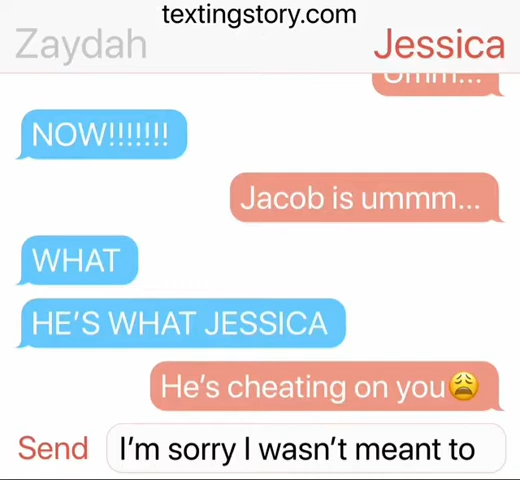 textingstory.com
Zaydah
Jessica
Umm...
NOW!!!!!!!
Jacob is ummm...
WHAT
HE'S WHAT JESSICA
He's cheating on you😩
Send
I'm sorry I wasn't meant to